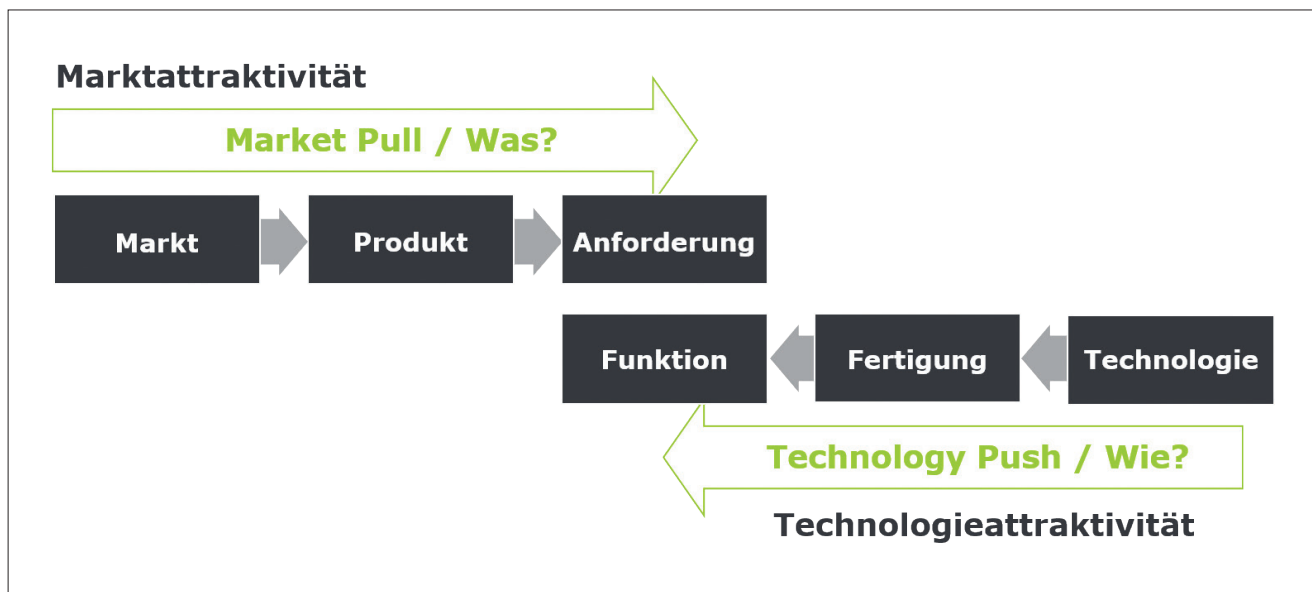 Marktattraktivität
Market Pull / Was?
Markt
Produkt
Anforderung
Funktion
Fertigung
Technologie
Technology Push / Wie?
Technologieattraktivität